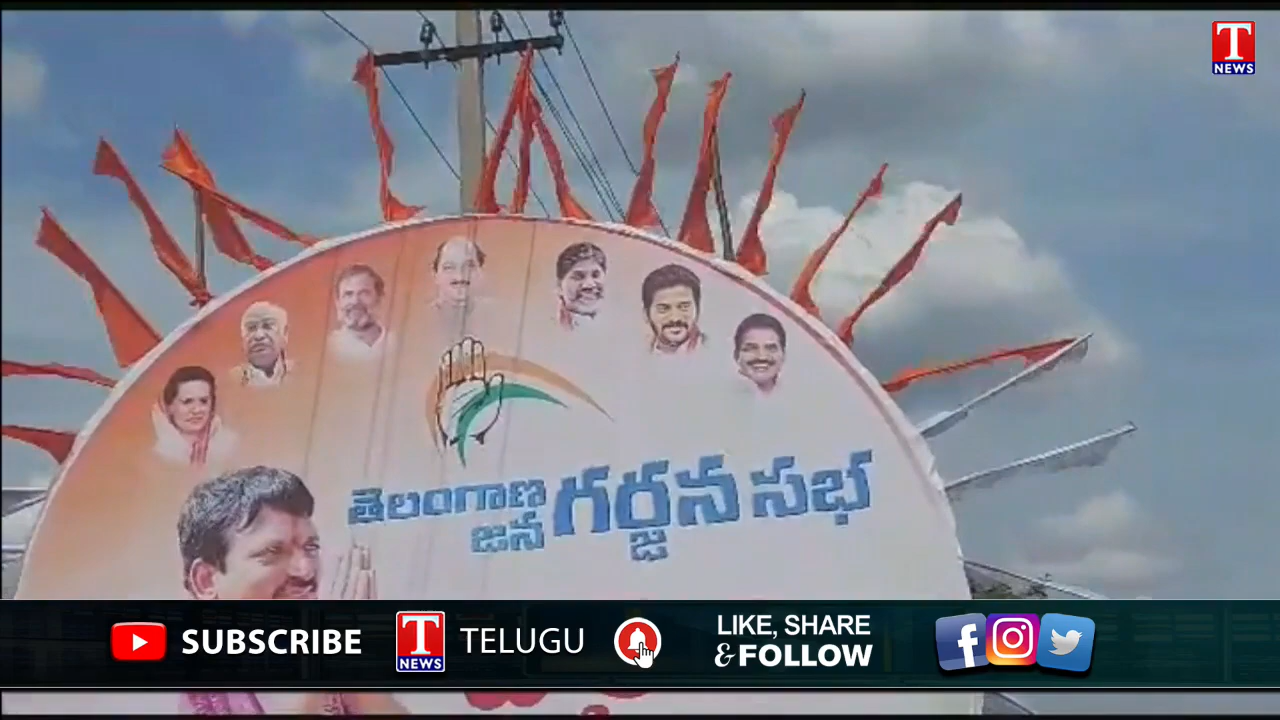 T
NEWS
తెలంగాణ
జన
గర్జన సభ
SUBSCRIBE
T
NEWS
TELUGU
LIKE, SHARE
& FOLLOW